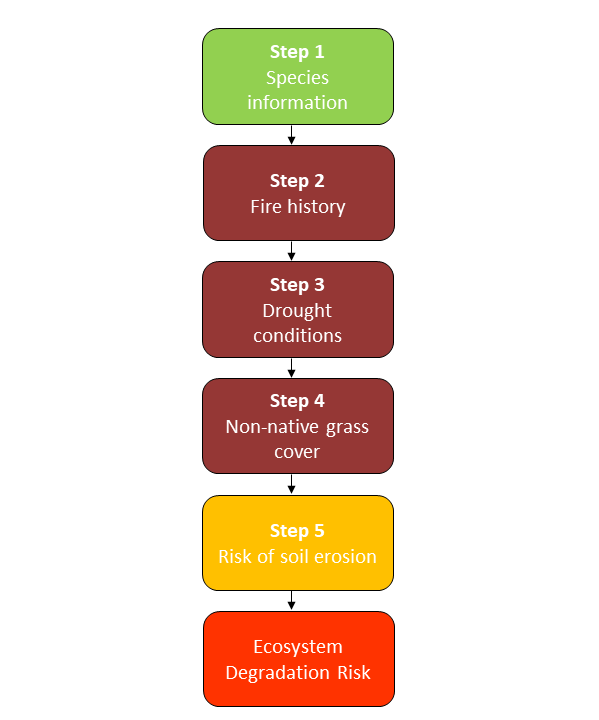 Step 1
Species
information
Step 2
Fire history
Step 3
Drought
conditions
Step 4
Non-native grass
cover
Step 5
Risk of soil erosion
Ecosystem
Degradation Risk